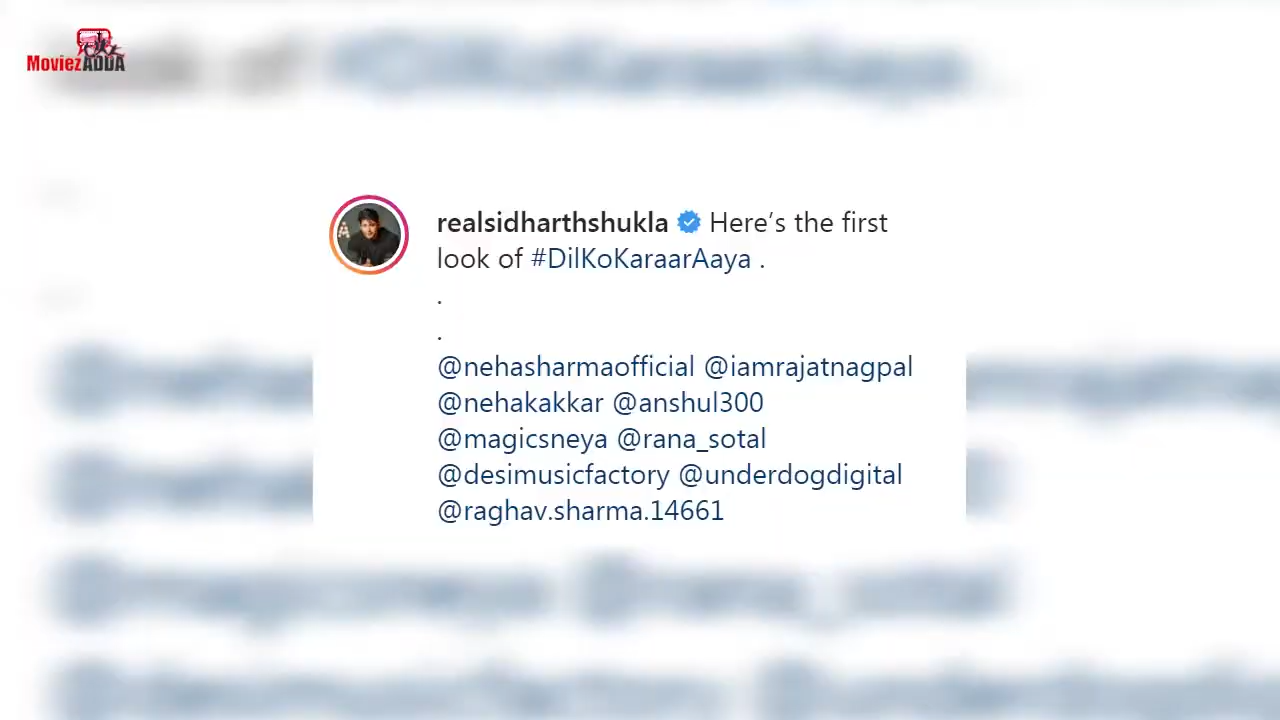 MoviezADDA
realsidharthshukla Here’s the first
look of #DilKoKaraarAaya .
.
.
@nehasharmaofficial @iamrajatnagpal
@nehakakkar @anshul300
@magicsneya @rana_sotal
@desimusicfactory @underdogdigital
@raghav.sharma.14661